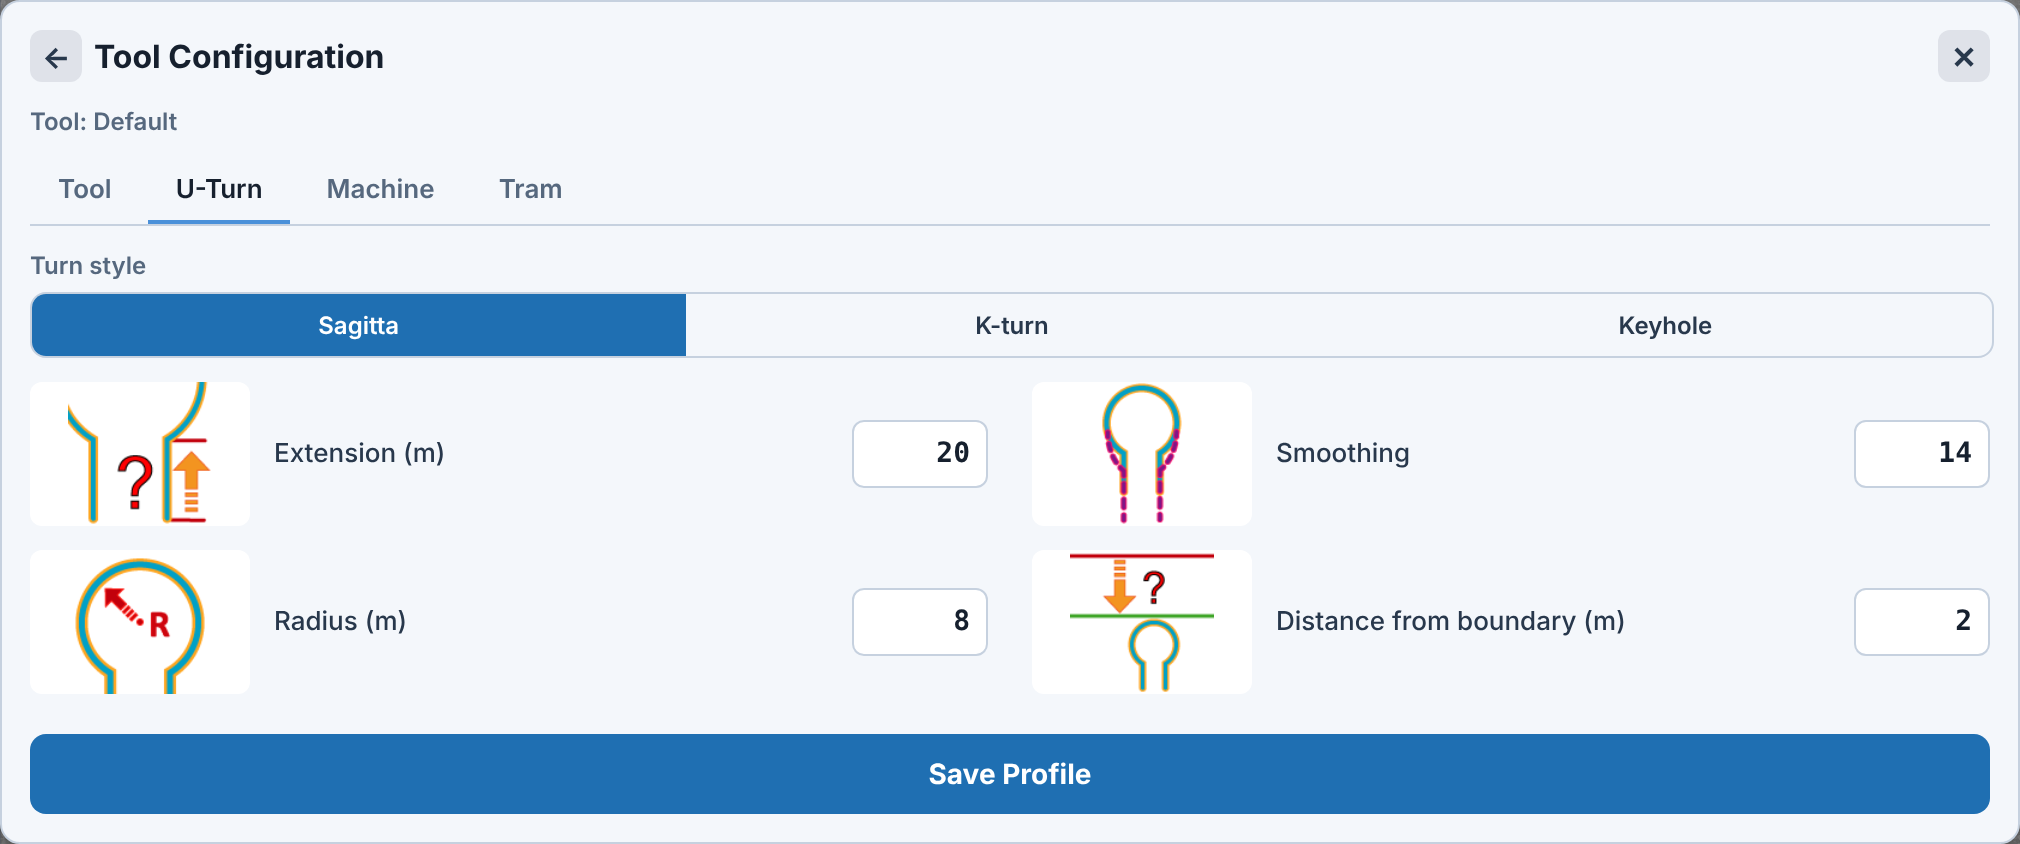 Tool Configuration
Tool: Default
Tool U-Turn Machine Tram
Turn style
Sagitta K-turn Keyhole
? Extension (m) 20 Smoothing 14
R Radius (m) 8 ? Distance from boundary (m) 2
Save Profile